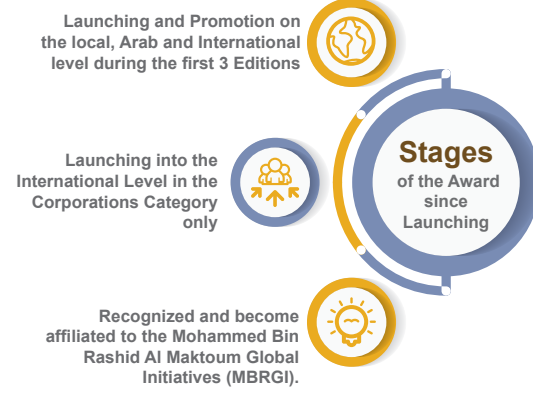 Launching and Promotion on
the local, Arab and International
level during the first 3 Editions
Stages
of the Award
since
Launching
Launching into the
International Level in the
Corporations Category
only
Recognized and become
affiliated to the Mohammed Bin
Rashid Al Maktoum Global
Initiatives (MBRGI).